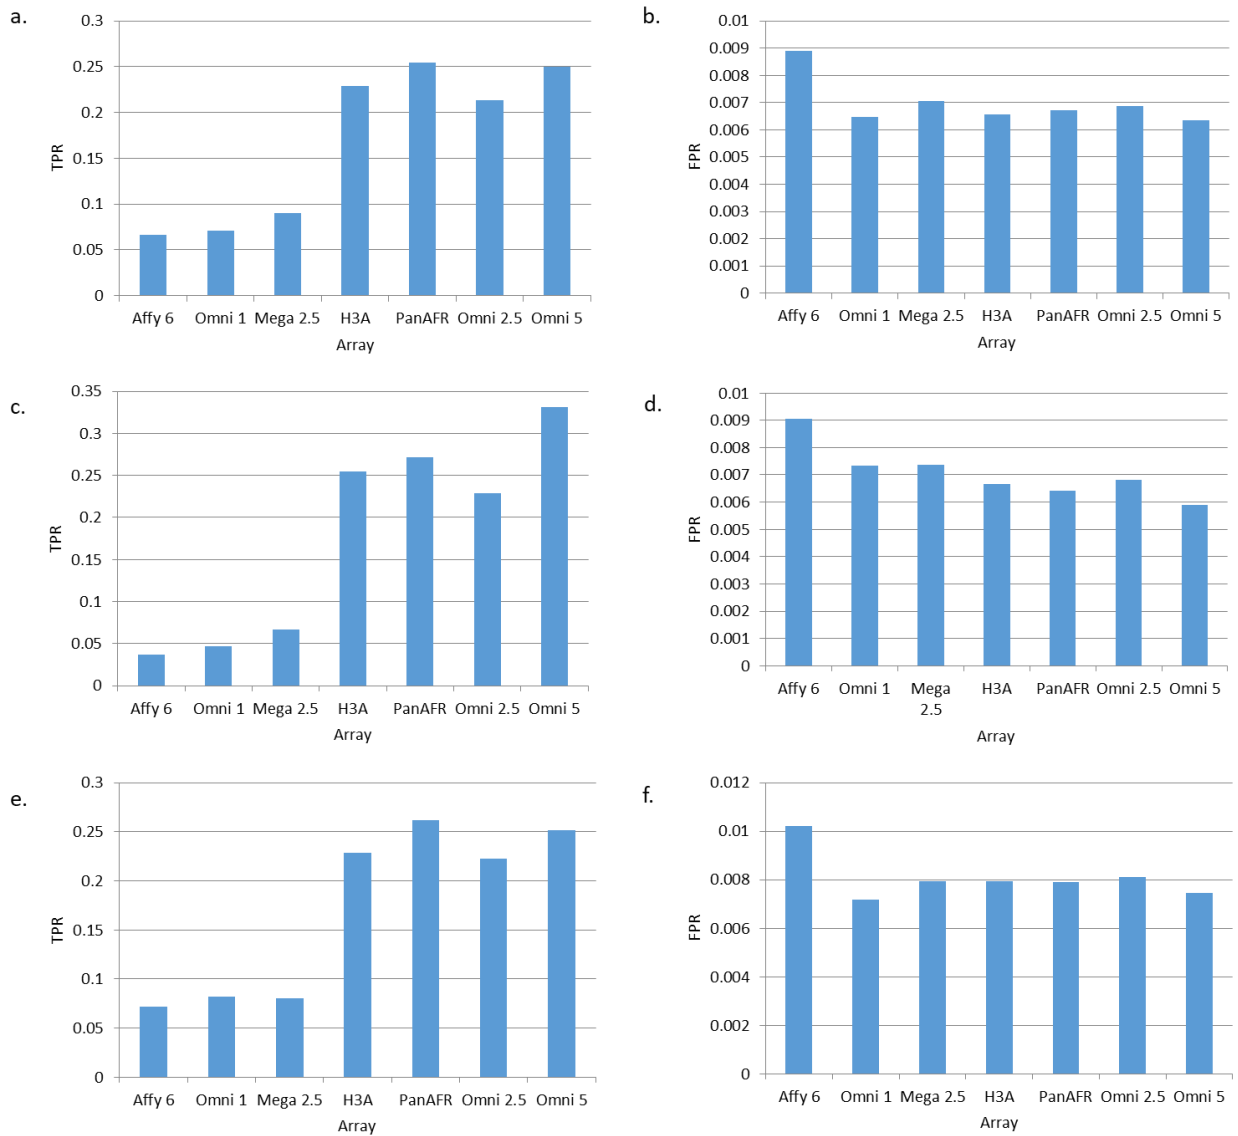 a.
0.3
0.25
0.2
0.15
0.1
0.05
0
TPR
Affy 6 Omni 1 Mega 2.5 H3A PanAFR Omni 2.5 Omni 5
Array
b.
0.01
0.009
0.008
0.007
0.006
0.005
0.004
0.003
0.002
0.001
0
FPR
Affy 6 Omni 1 Mega 2.5 H3A PanAFR Omni 2.5 Omni 5
Array
c.
0.35
0.3
0.25
0.2
0.15
0.1
0.05
0
TPR
Affy 6 Omni 1 Mega 2.5 H3A PanAFR Omni 2.5 Omni 5
Array
d.
0.01
0.009
0.008
0.007
0.006
0.005
0.004
0.003
0.002
0.001
0
FPR
Affy 6 Omni 1 Mega H3A PanAFR Omni 2.5 Omni 5
2.5
Array
e.
0.3
0.25
0.2
0.15
0.1
0.05
0
TPR
Affy 6 Omni 1 Mega 2.5 H3A PanAFR Omni 2.5 Omni 5
Array
f.
0.012
0.01
0.008
0.006
0.004
0.002
0
FPR
Affy 6 Omni 1 Mega 2.5 H3A PanAFR Omni 2.5 Omni 5
Array